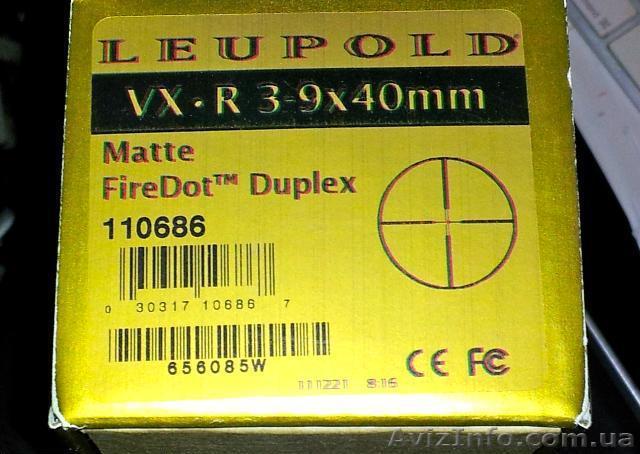 LEUPOLD®
VX·R 3-9x40mm
Matte
FireDot™ Duplex
110686
0 30317 10686 7
656085W
CE FC
111221 8:16
AvizInfo.com.ua